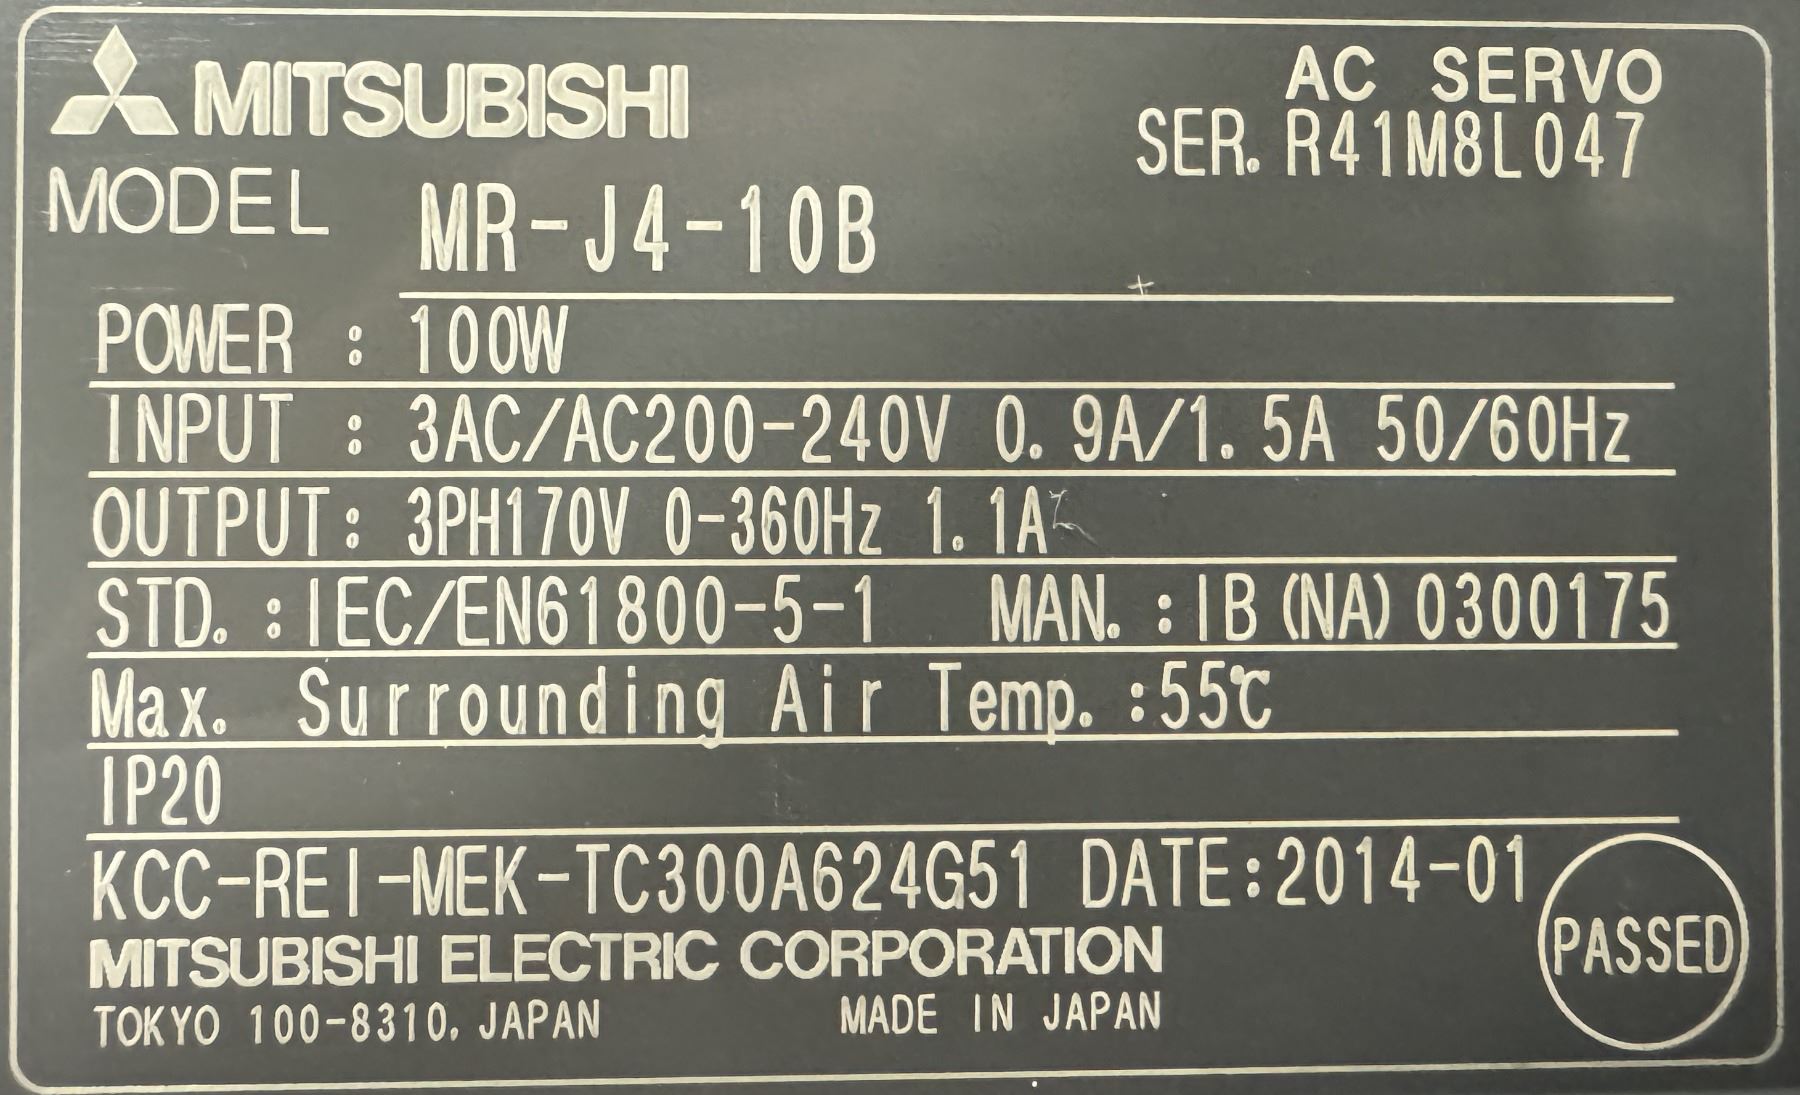 MITSUBISHI
AC SERVO
SER. R41M8L047
MODEL MR-J4-10B
POWER : 100W
INPUT : 3AC/AC200-240V 0.9A/1.5A 50/60Hz
OUTPUT: 3PH170V 0-360Hz 1.1A
STD. :IEC/EN61800-5-1 MAN. :IB(NA)0300175
Max. Surrounding Air Temp. :55℃
IP20
KCC-REI-MEK-TC300A624G51 DATE:2014-01
PASSED
MITSUBISHI ELECTRIC CORPORATION
TOKYO 100-8310, JAPAN MADE IN JAPAN